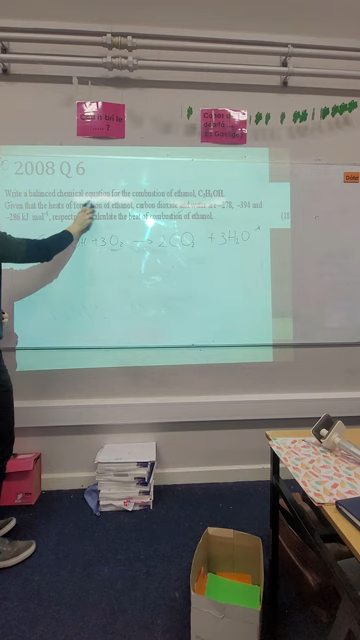 2008 Q 6
Write a balanced chemical equation for the combustion of ethanol, C₂H₅OH.
Given that the heats of formation of ethanol, carbon dioxide and water are –278, –394 and
–286 kJ mol⁻¹, respectively, calculate the heat of combustion of ethanol.
+ 3O₂ → 2CO₂ + 3H₂O